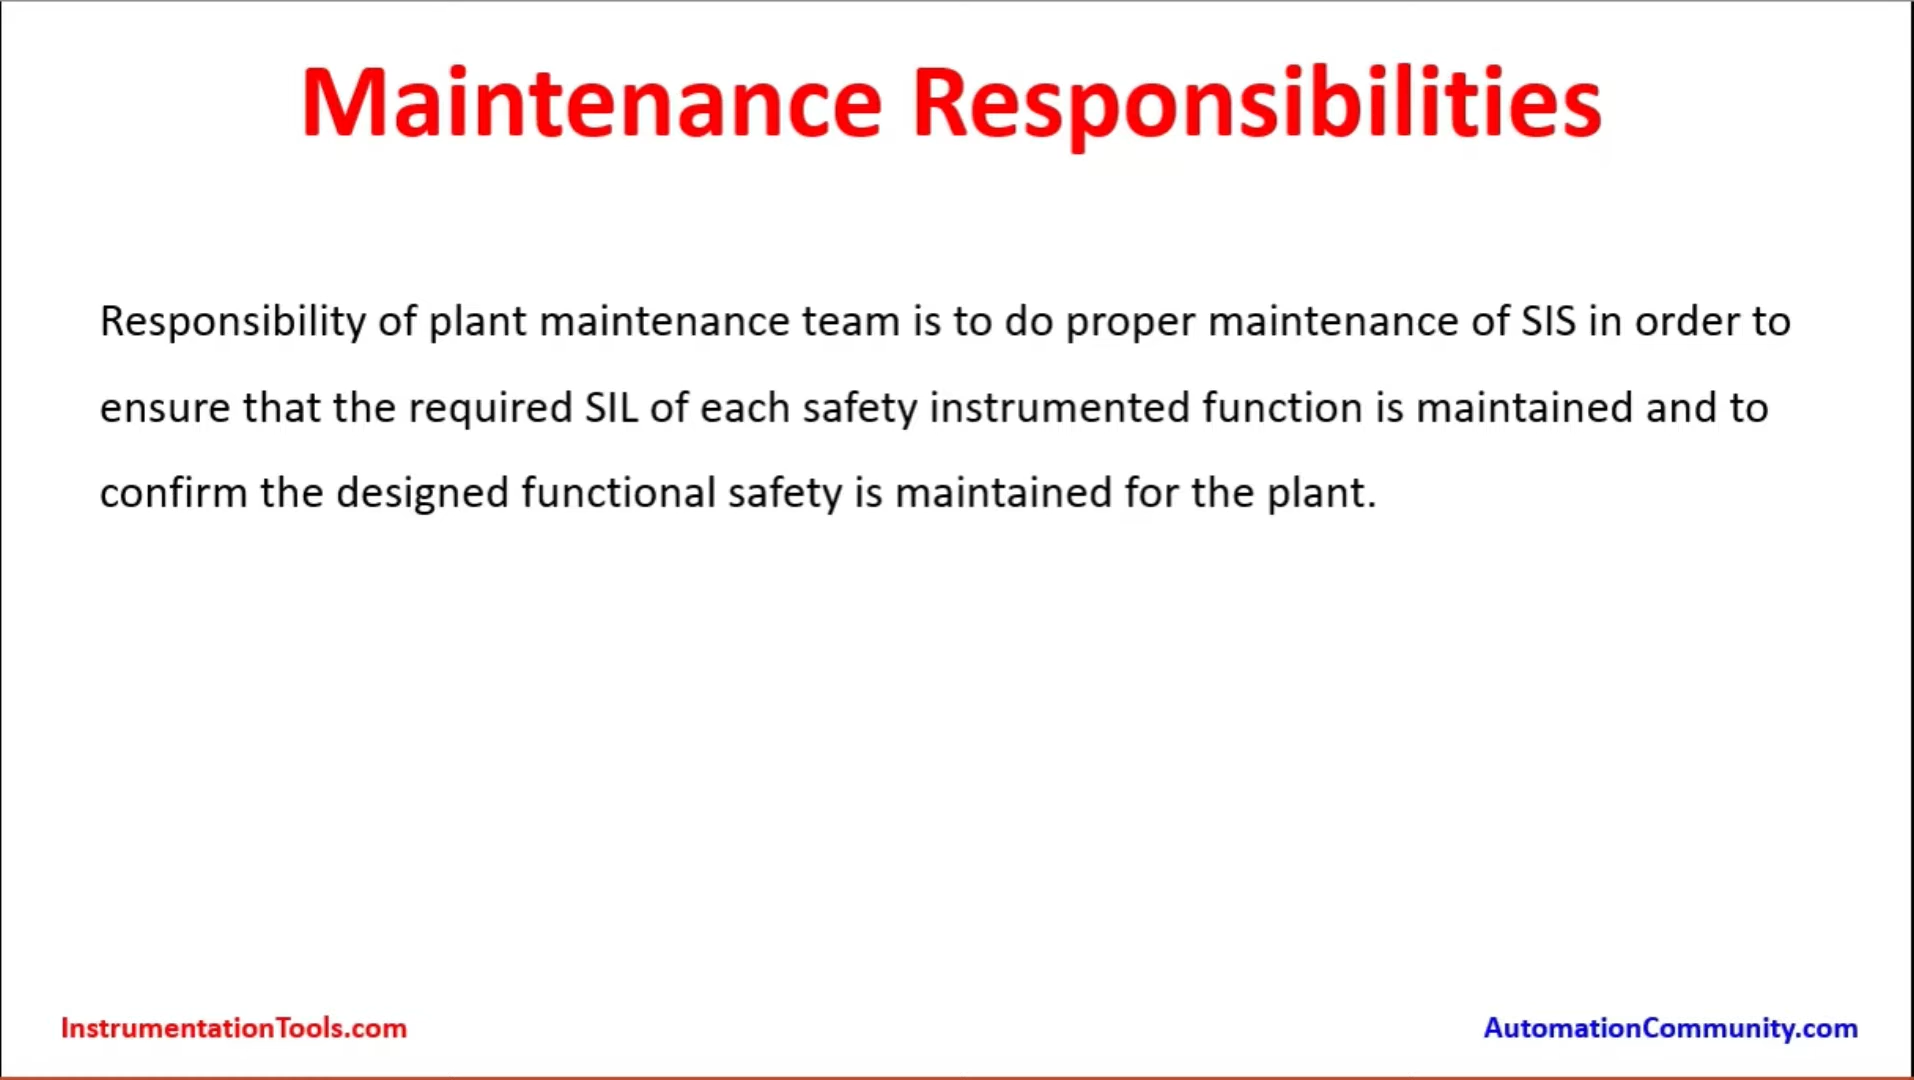 Maintenance Responsibilities
Responsibility of plant maintenance team is to do proper maintenance of SIS in order to
ensure that the required SIL of each safety instrumented function is maintained and to
confirm the designed functional safety is maintained for the plant.
InstrumentationTools.com
AutomationCommunity.com